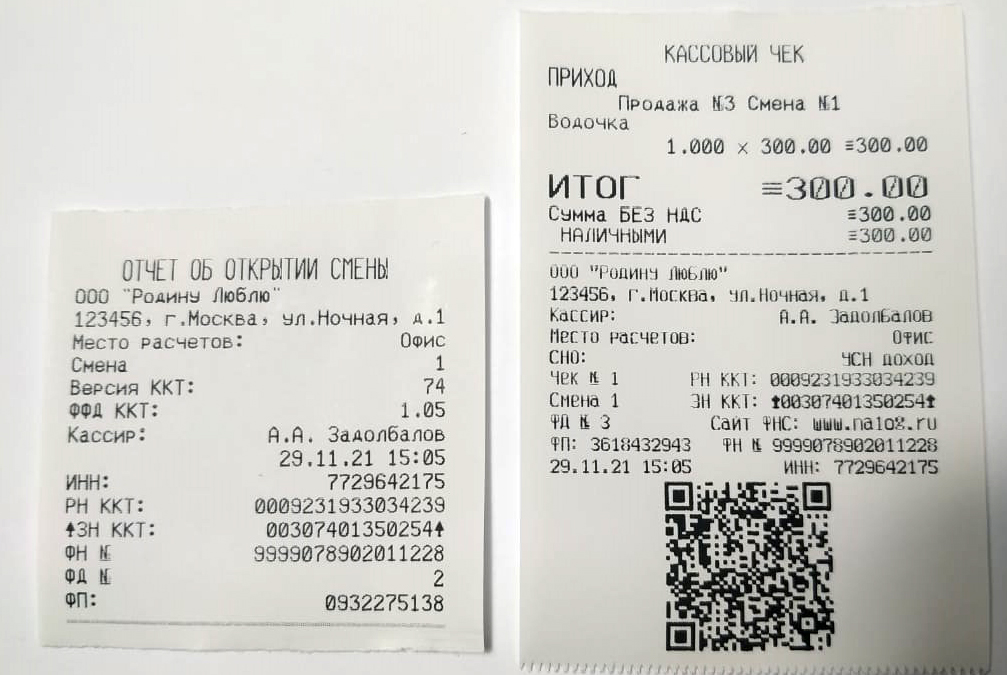 ОТЧЕТ ОБ ОТКРЫТИИ СМЕНЫ
ООО "Родину Люблю"
123456, г.Москва, ул.Ночная, д.1
Место расчетов: Офис
Смена 1
Версия ККТ: 74
ФФД ККТ: 1.05
Кассир: А.А. Задолбалов
29.11.21 15:05
ИНН: 7729642175
РН ККТ: 0009231933034239
↑ЗН ККТ: 00307401350254↑
ФН № 9999078902011228
ФД № 2
ФП: 0932275138
КАССОВЫЙ ЧЕК
ПРИХОД
Продажа №3 Смена №1
Водочка
1.000 × 300.00 ≡300.00
ИТОГ ≡300.00
Сумма БЕЗ НДС ≡300.00
НАЛИЧНЫМИ ≡300.00
ООО "Родину Люблю"
123456, г.Москва, ул.Ночная, д.1
Кассир: А.А. Задолбалов
Место расчетов: Офис
СНО: УСН доход
Чек № 1 РН ККТ: 0009231933034239
Смена 1 ЗН ККТ: ↑00307401350254↑
ФД № 3 Сайт ФНС: www.nalog.ru
ФП: 3618432943 ФН № 9999078902011228
29.11.21 15:05 ИНН: 7729642175